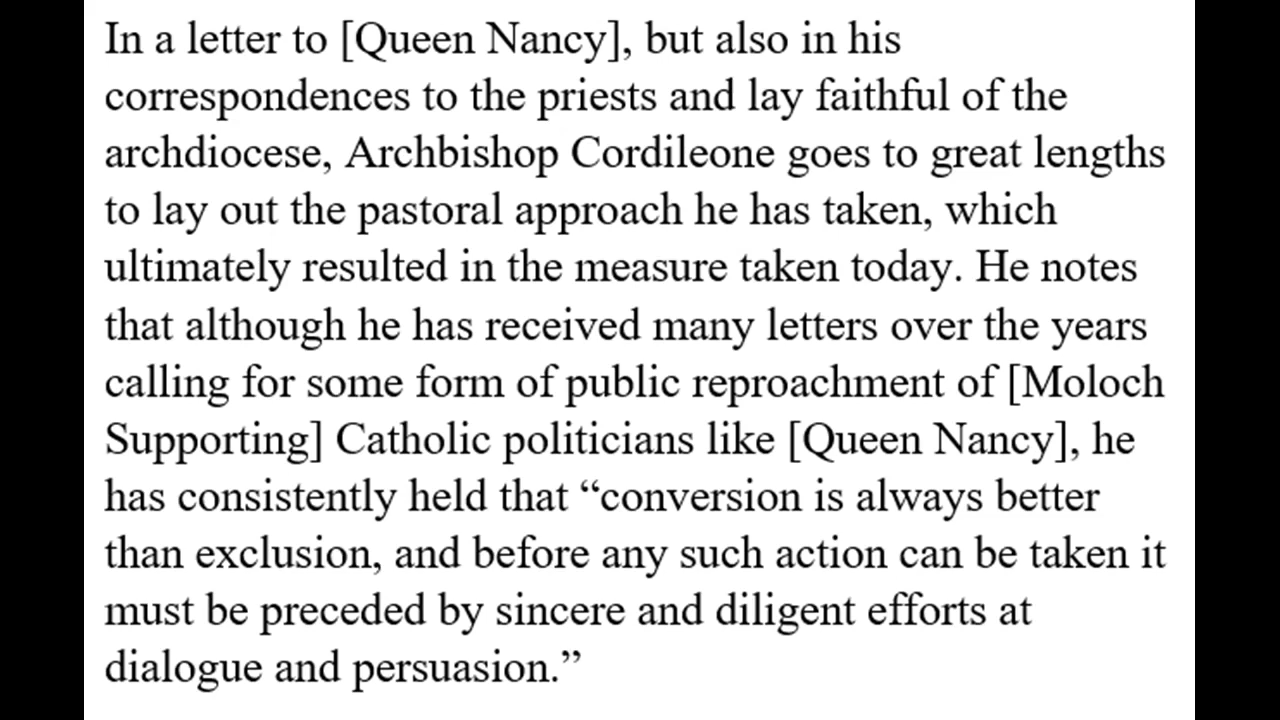 In a letter to [Queen Nancy], but also in his
correspondences to the priests and lay faithful of the
archdiocese, Archbishop Cordileone goes to great lengths
to lay out the pastoral approach he has taken, which
ultimately resulted in the measure taken today. He notes
that although he has received many letters over the years
calling for some form of public reproachment of [Moloch
Supporting] Catholic politicians like [Queen Nancy], he
has consistently held that “conversion is always better
than exclusion, and before any such action can be taken it
must be preceded by sincere and diligent efforts at
dialogue and persuasion.”